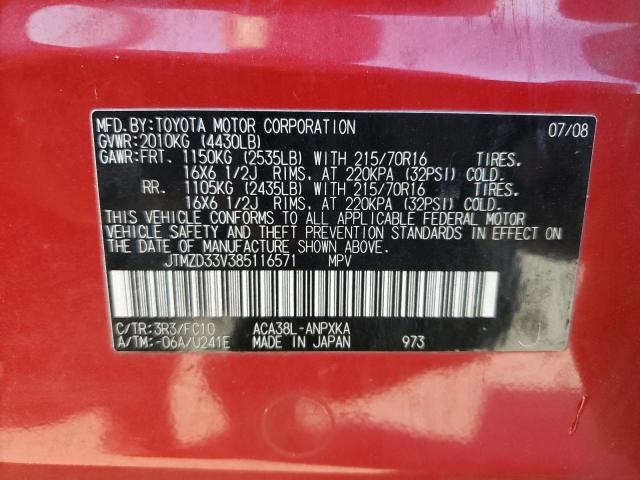 MFD.BY:TOYOTA MOTOR CORPORATION 07/08
GVWR:2010KG (4430LB)
GAWR:FRT. 1150KG (2535LB) WITH 215/70R16 TIRES.
16X6 1/2J RIMS, AT 220KPA (32PSI) COLD.
RR. 1105KG (2435LB) WITH 215/70R16 TIRES.
16X6 1/2J RIMS, AT 220KPA (32PSI) COLD.
THIS VEHICLE CONFORMS TO ALL APPLICABLE FEDERAL MOTOR
VEHICLE SAFETY AND THEFT PREVENTION STANDARDS IN EFFECT ON
THE DATE OF MANUFACTURE SHOWN ABOVE.
JTMZD33V385116571 MPV
C/TR:3R3/FC10 ACA38L-ANPXKA
A/TM:-06A/U241E MADE IN JAPAN 973